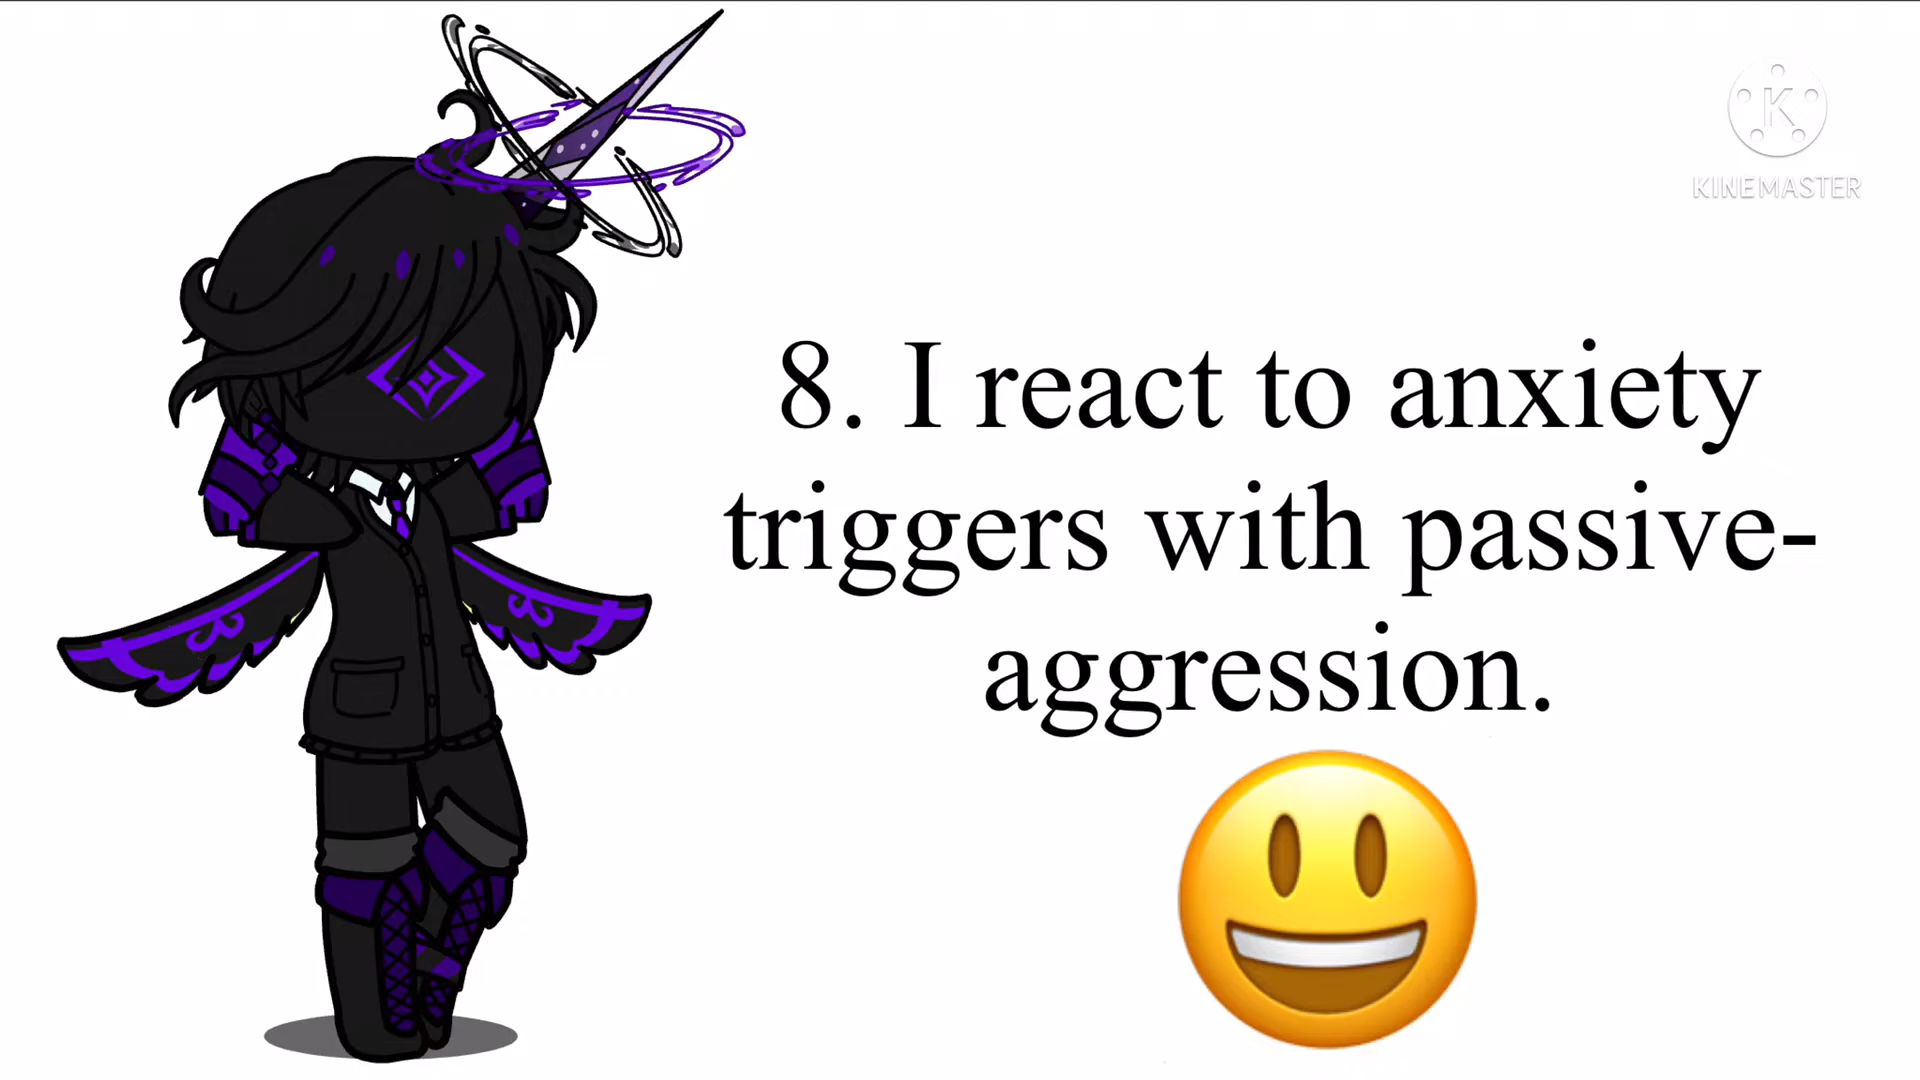 K
KINEMASTER
8. I react to anxiety
triggers with passive-
aggression.